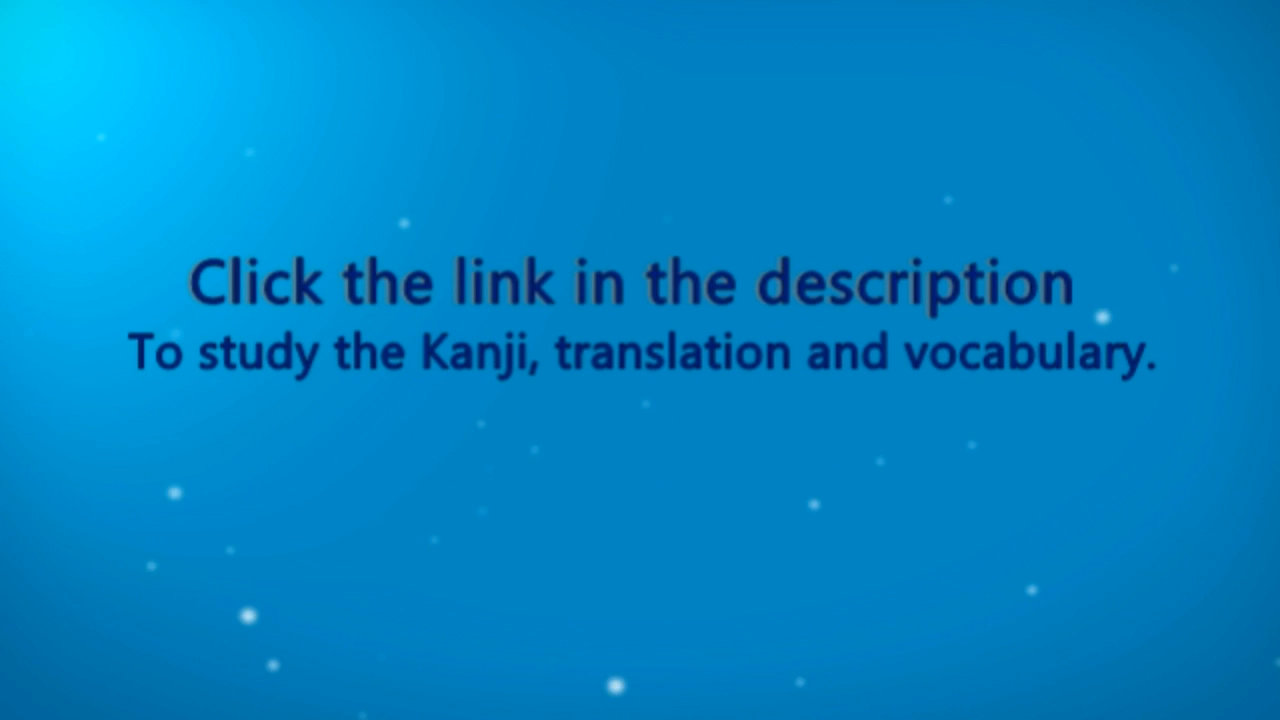 Click the link in the description
To study the Kanji, translation and vocabulary.